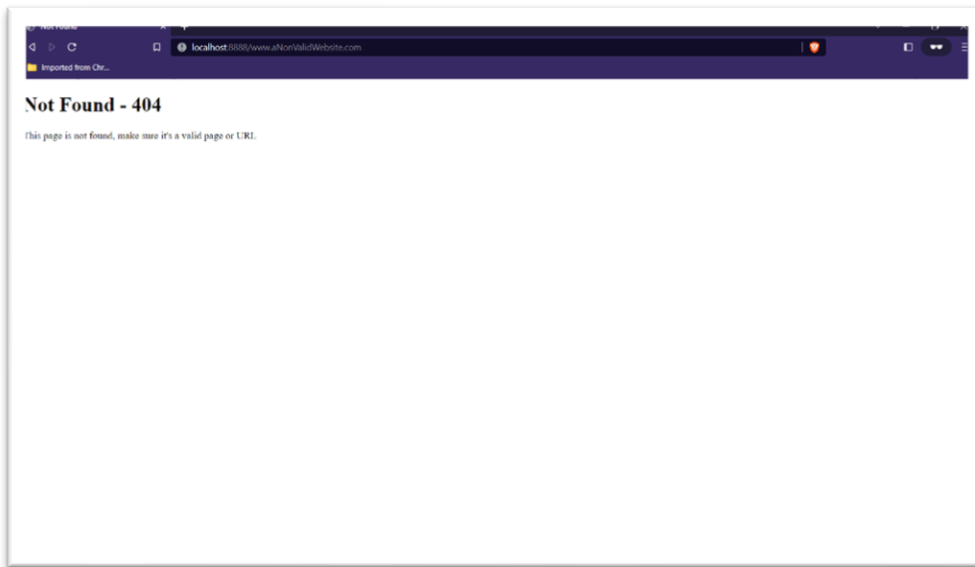 Not Found
localhost:8888/www.aNonValidWebsite.com
Imported from Chr...
Not Found - 404
This page is not found, make sure it's a valid page or URL